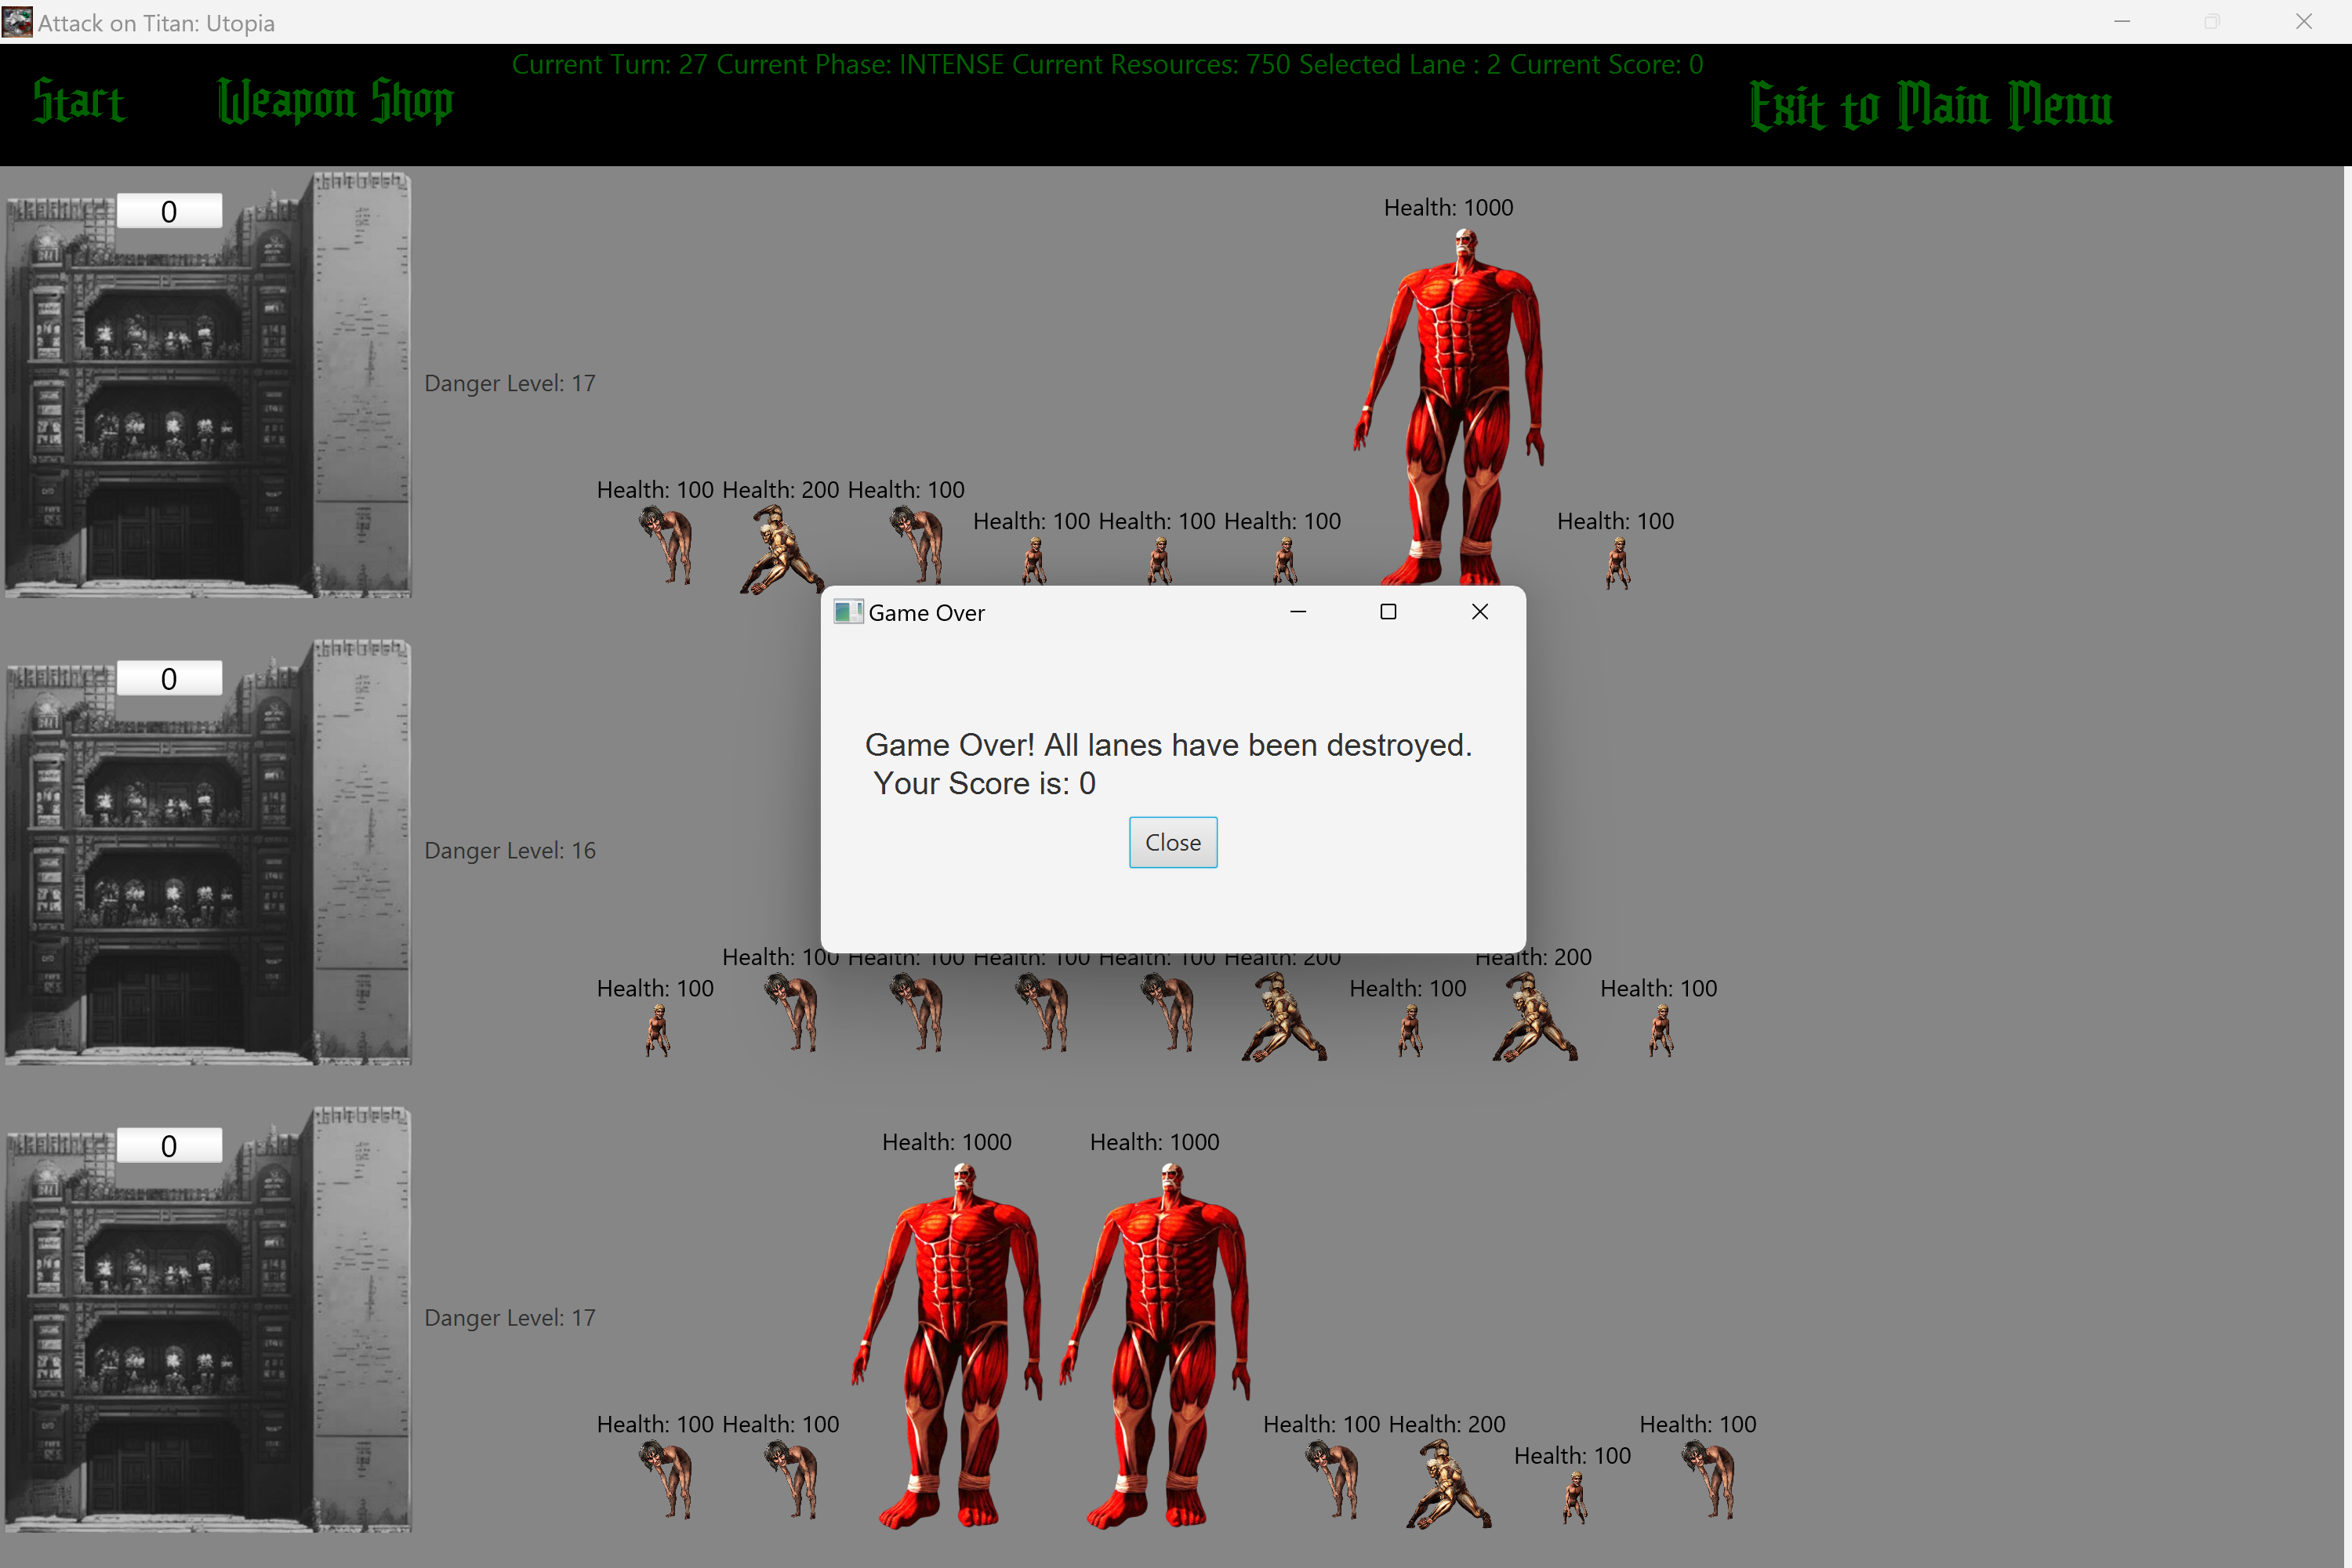 Attack on Titan: Utopia
Current Turn: 27 Current Phase: INTENSE Current Resources: 750 Selected Lane : 2 Current Score: 0
Start
Weapon Shop
Exit to Main Menu
0
Health: 1000
Danger Level: 17
Health: 100 Health: 200 Health: 100
Health: 100 Health: 100 Health: 100
Health: 100
Game Over
0
Game Over! All lanes have been destroyed.
Your Score is: 0
Close
Danger Level: 16
Health: 100 Health: 100 Health: 100 Health: 100 Health: 200
Health: 200
Health: 100
Health: 100
Health: 100
0
Health: 1000
Health: 1000
Danger Level: 17
Health: 100 Health: 100
Health: 100 Health: 200
Health: 100
Health: 100